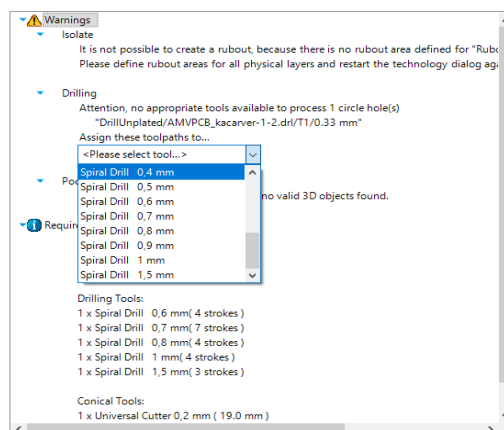 Warnings
Isolate
It is not possible to create a rubout, because there is no rubout area defined for "Rubo
Please define rubout areas for all physical layers and restart the technology dialog aga
Drilling
Attention, no appropriate tools available to process 1 circle hole(s)
"DrillUnplated/AMVPCB_kacarver-1-2.drl/T1/0.33 mm"
Assign these toolpaths to...
<Please select tool...>
Spiral Drill 0,4 mm
Spiral Drill 0,5 mm
Spiral Drill 0,6 mm
Spiral Drill 0,7 mm
Spiral Drill 0,8 mm
Spiral Drill 0,9 mm
Spiral Drill 1 mm
Spiral Drill 1,5 mm
Po
no valid 3D objects found.
Require
Drilling Tools:
1 x Spiral Drill 0,6 mm( 4 strokes )
1 x Spiral Drill 0,7 mm( 7 strokes )
1 x Spiral Drill 0,8 mm( 4 strokes )
1 x Spiral Drill 1 mm( 4 strokes )
1 x Spiral Drill 1,5 mm( 3 strokes )
Conical Tools:
1 x Universal Cutter 0,2 mm ( 19.0 mm )